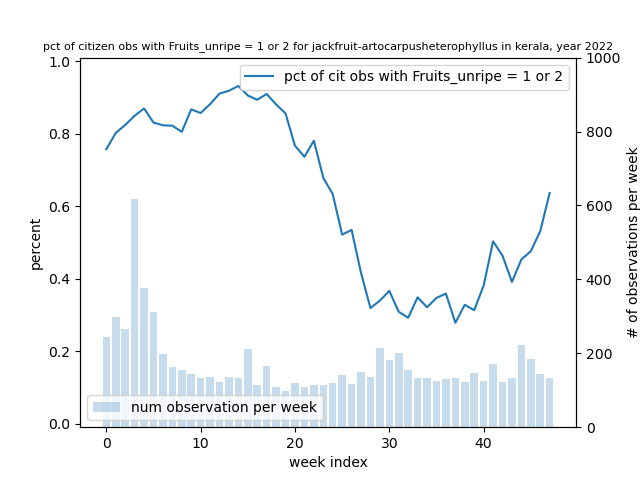 pct of citizen obs with Fruits_unripe = 1 or 2 for jackfruit-artocarpusheterophyllus in kerala, year 2022
pct of cit obs with Fruits_unripe = 1 or 2
1.0
0.8
0.6
0.4
0.2
0.0
percent
1000
800
600
400
200
0
# of observations per week
num observation per week
0
10
20
30
40
week index